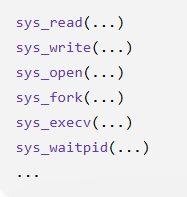 sys_read(...)
sys_write(...)
sys_open(...)
sys_fork(...)
sys_execv(...)
sys_waitpid(...)
...